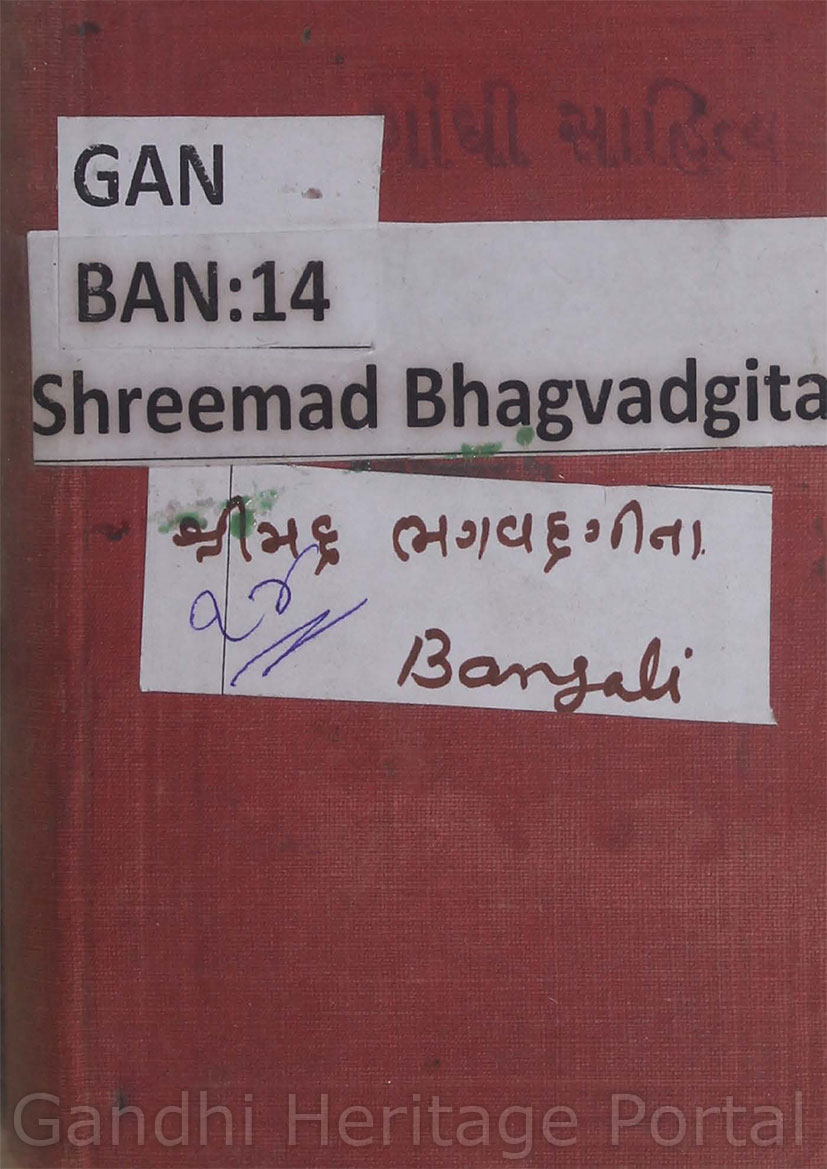 ગાંધી સાહિત્ય
GAN
BAN:14
Shreemad Bhagvadgita
શ્રીમદ્ ભગવદ્ગીતા
Bangali
Gandhi Heritage Portal